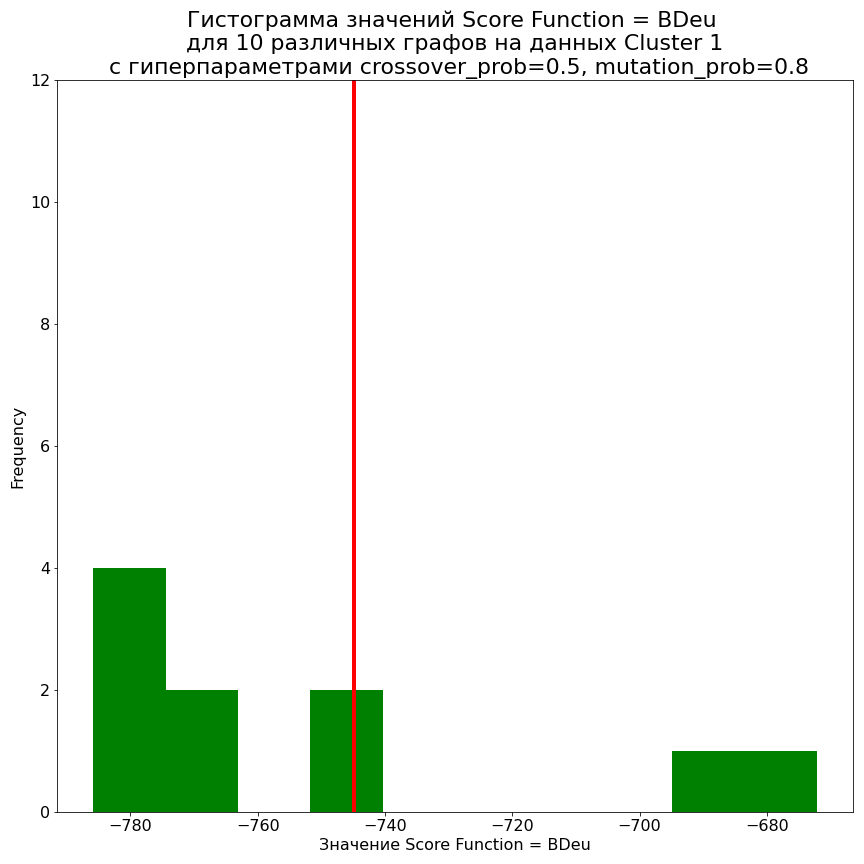 Гистограмма значений Score Function = BDeu
для 10 различных графов на данных Cluster 1
с гиперпараметрами crossover_prob=0.5, mutation_prob=0.8
12
10
8
6
4
2
0
Frequency
−780 −760 −740 −720 −700 −680
Значение Score Function = BDeu